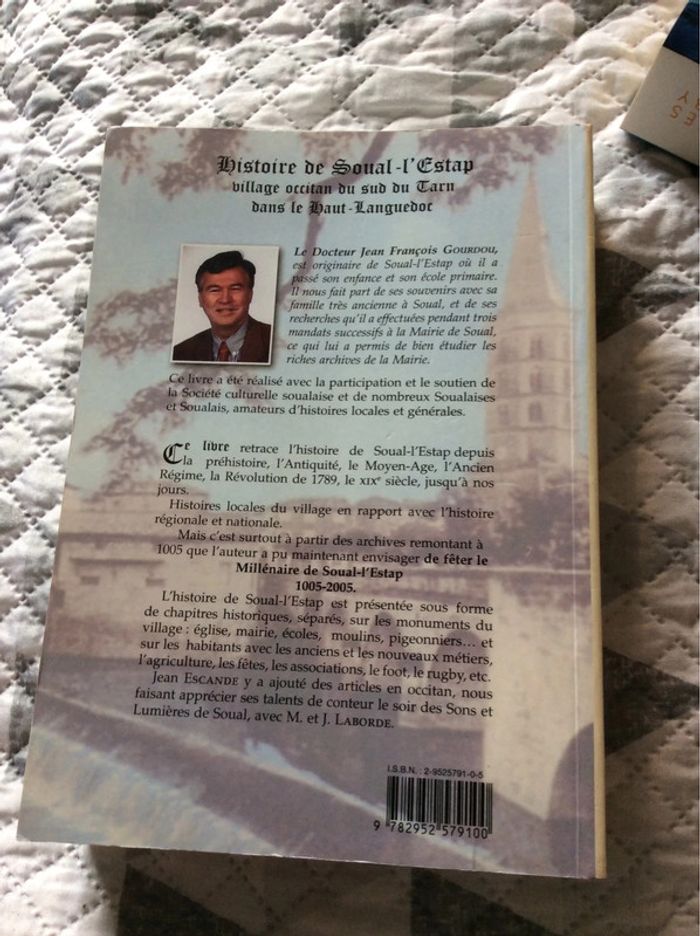 Histoire de Soual-l'Estap
village occitan du sud du Tarn
dans le Haut-Languedoc
Le Docteur Jean François GOURDOU,
est originaire de Soual-l'Estap où il a
passé son enfance et son école primaire.
Il nous fait part de ses souvenirs avec sa
famille très ancienne à Soual, et de ses
recherches qu'il a effectuées pendant trois
mandats successifs à la Mairie de Soual,
ce qui lui a permis de bien étudier les
riches archives de la Mairie.
Ce livre a été réalisé avec la participation et le soutien de
la Société culturelle soualaise et de nombreux Soualaises
et Soualais, amateurs d'histoires locales et générales.
Ce livre retrace l'histoire de Soual-l'Estap depuis
la préhistoire, l'Antiquité, le Moyen-Age, l'Ancien
Régime, la Révolution de 1789, le XIXe siècle, jusqu'à nos
jours.
Histoires locales du village en rapport avec l'histoire
régionale et nationale.
Mais c'est surtout à partir des archives remontant à
1005 que l'auteur a pu maintenant envisager de fêter le
Millénaire de Soual-l'Estap
1005-2005.
L'histoire de Soual-l'Estap est présentée sous forme
de chapitres historiques, séparés, sur les monuments du
village : église, mairie, écoles, moulins, pigeonniers... et
sur les habitants avec les anciens et les nouveaux métiers,
l'agriculture, les fêtes, les associations, le foot, le rugby, etc.
Jean ESCANDE y a ajouté des articles en occitan, nous
faisant apprécier ses talents de conteur le soir des Sons et
Lumières de Soual, avec M. et J. LABORDE.
I.S.B.N. : 2-9525791-0-5
9 782952 579100
ES
Y